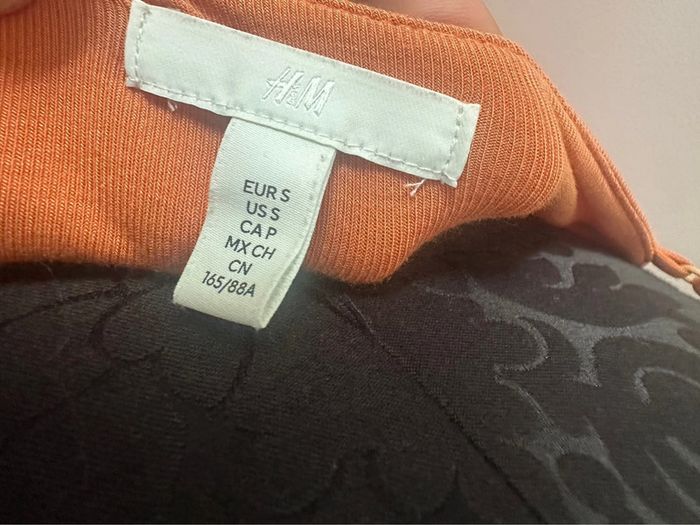 H&M
EUR S
US S
CA P
MX CH
CN
165/88A